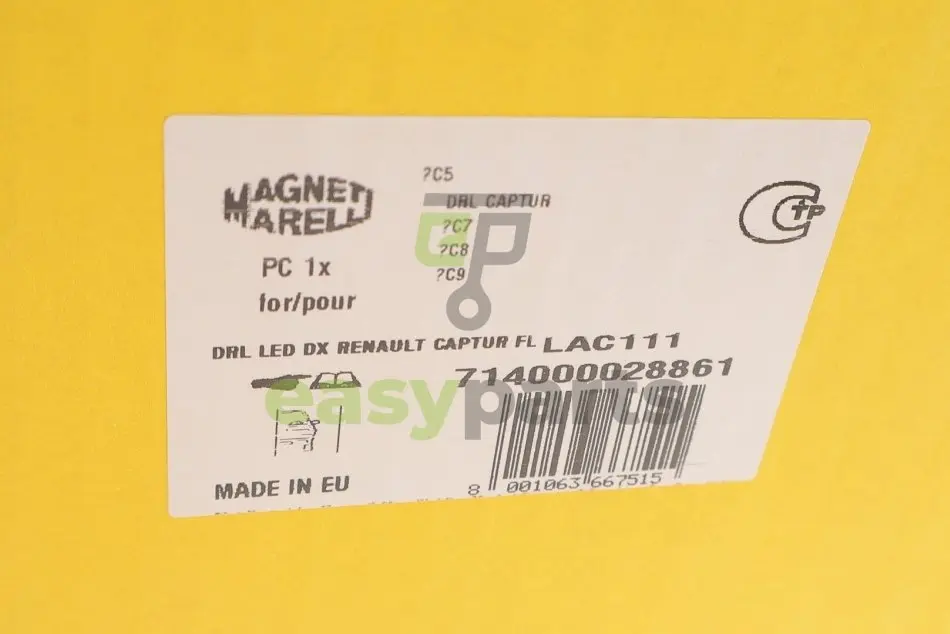 MAGNETI
MARELLI
?C5
DRL CAPTUR
?C7
?C8
?C9
CTP
PC 1x
for/pour
DRL LED DX RENAULT CAPTUR FL LAC111
714000028861
easyparts
8 001063 667515
MADE IN EU